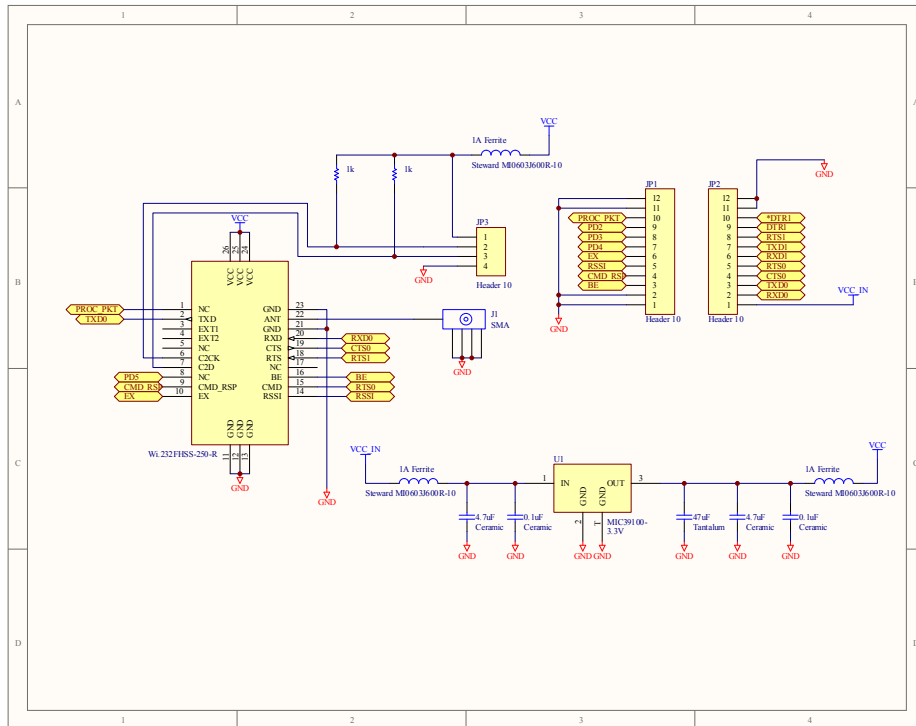 1
2
3
4
A
A
VCC
1A Ferrite
Steward MI0603J600R-10
1k
1k
GND
JP3
1
2
3
4
GND
Header 10
JP1
12
11
PROC_PKT
10
PD2
9
PD3
8
PD4
7
EX
6
RSSI
5
CMD_RSP
4
BE
3
2
1
GND
Header 10
JP2
12
11
10
*DTR1
9
DTR1
8
RTS1
7
TXD1
6
RXD1
5
RTS0
4
CTS0
3
TXD0
2
RXD0
1
VCC_IN
Header 10
B
B
VCC
26
25
24
VCC
VCC
VCC
PROC_PKT
1
NC
TXD0
2
TXD
3
EXT1
4
EXT2
5
NC
6
C2CK
7
C2D
PD5
8
NC
CMD_RSP
9
CMD_RSP
EX
10
EX
GND
23
ANT
22
GND
21
RXD
20
RXD0
CTS
19
CTS0
RTS
18
RTS1
NC
17
BE
16
BE
CMD
15
RTS0
RSSI
14
RSSI
GND
GND
GND
11
12
13
Wi.232FHSS-250-R
GND
GND
J1
SMA
GND
C
C
VCC_IN
1A Ferrite
Steward MI0603J600R-10
4.7uF
Ceramic
GND
0.1uF
Ceramic
GND
U1
1
IN
OUT
3
GND
GND
2
T
MIC39100-
3.3V
GND
GND
47uF
Tantalum
GND
4.7uF
Ceramic
GND
0.1uF
Ceramic
GND
1A Ferrite
Steward MI0603J600R-10
VCC
D
D
1
2
3
4